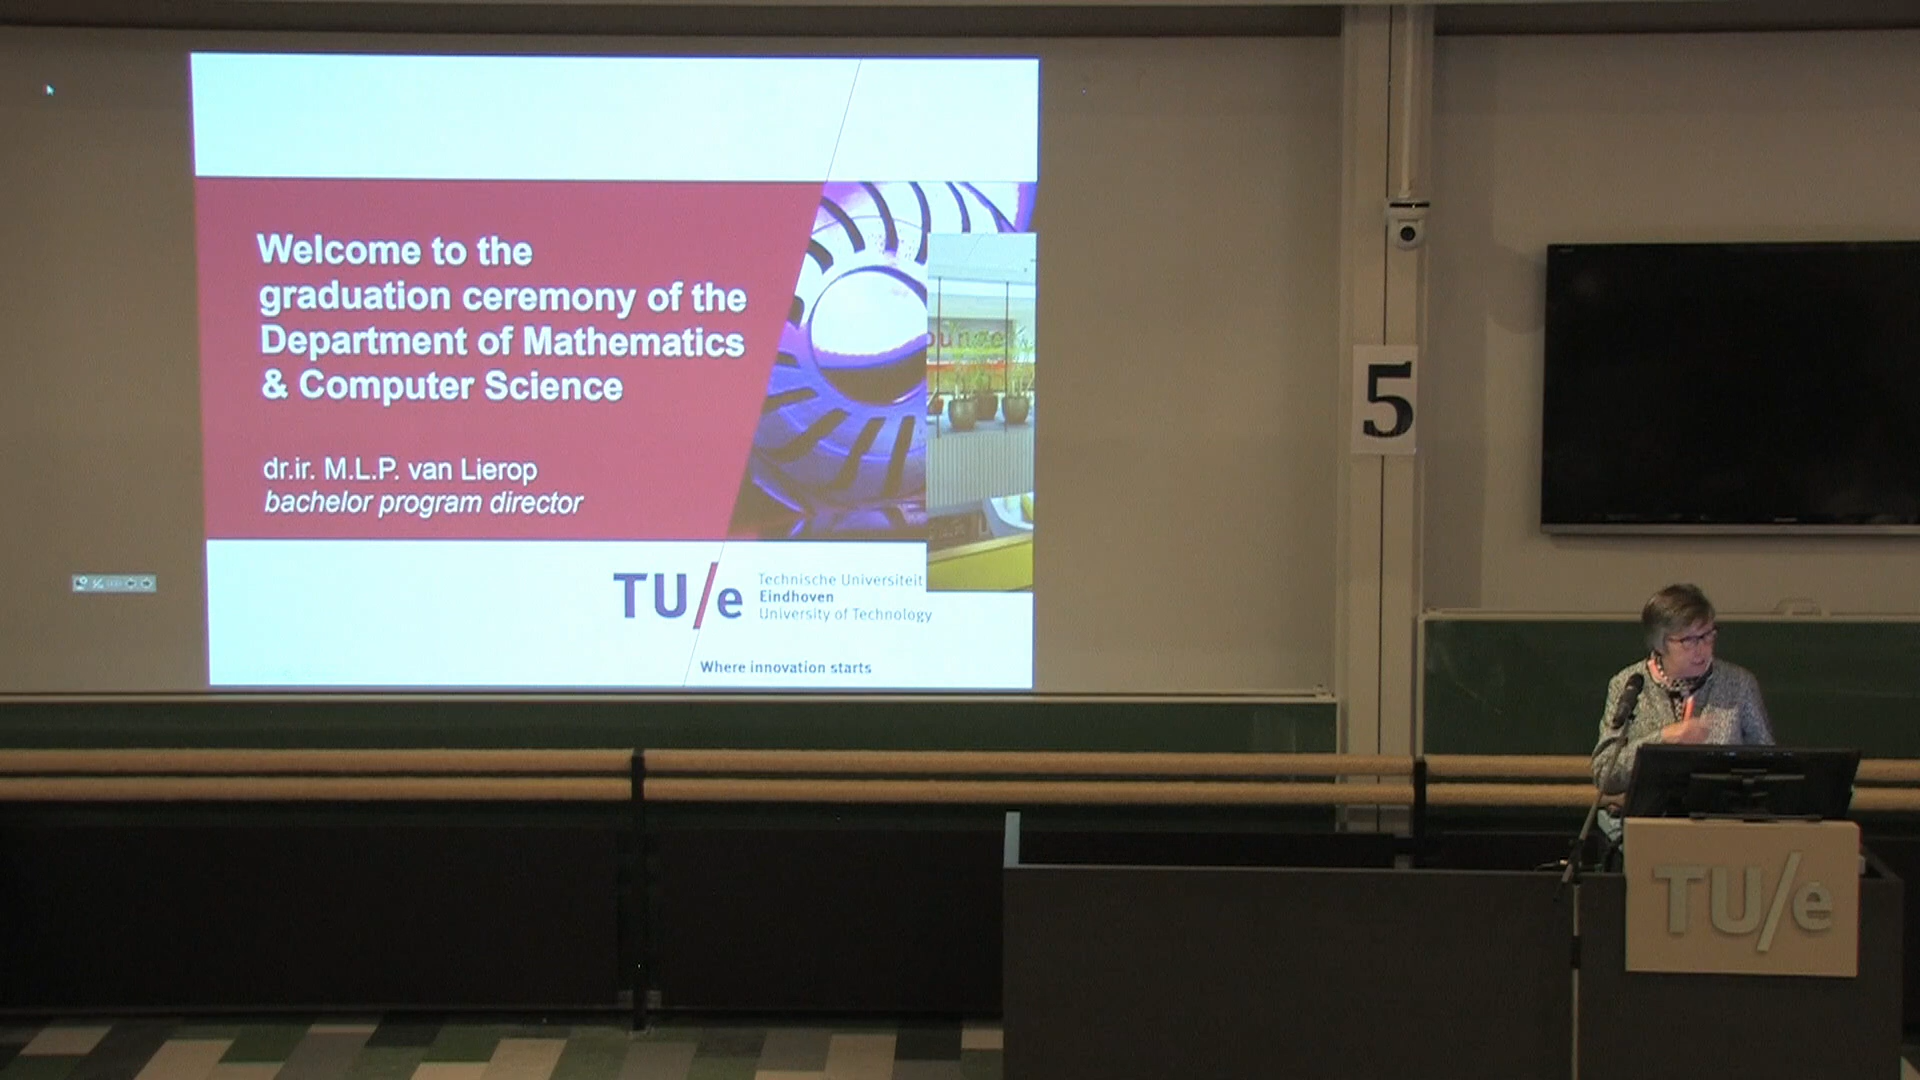 Welcome to the
graduation ceremony of the
Department of Mathematics
& Computer Science
dr.ir. M.L.P. van Lierop
bachelor program director
TU/e
Technische Universiteit
Eindhoven
University of Technology
Where innovation starts
5
TU/e